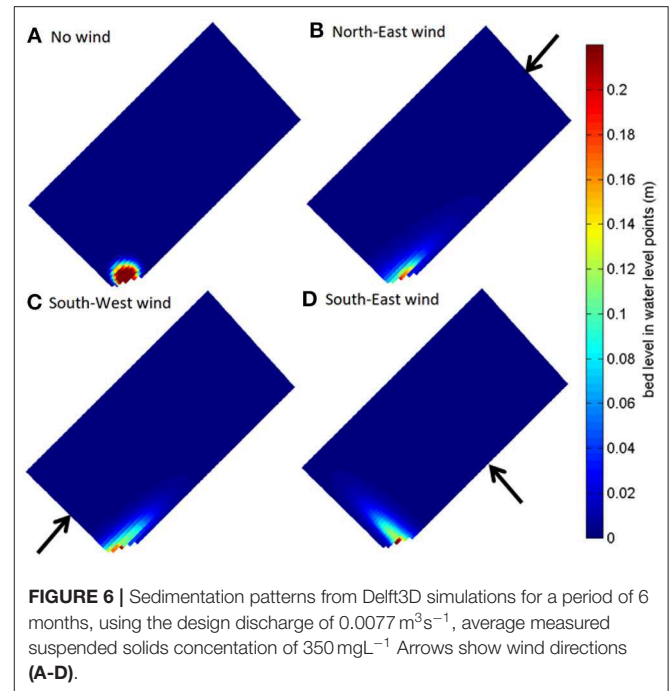 A No wind
B North-East wind
C South-West wind
D South-East wind
0.2
0.18
0.16
0.14
0.12
0.1
0.08
0.06
0.04
0.02
0
bed level in water level points (m)
FIGURE 6 | Sedimentation patterns from Delft3D simulations for a period of 6
months, using the design discharge of 0.0077 m³s⁻¹, average measured
suspended solids concentation of 350 mgL⁻¹ Arrows show wind directions
(A-D).